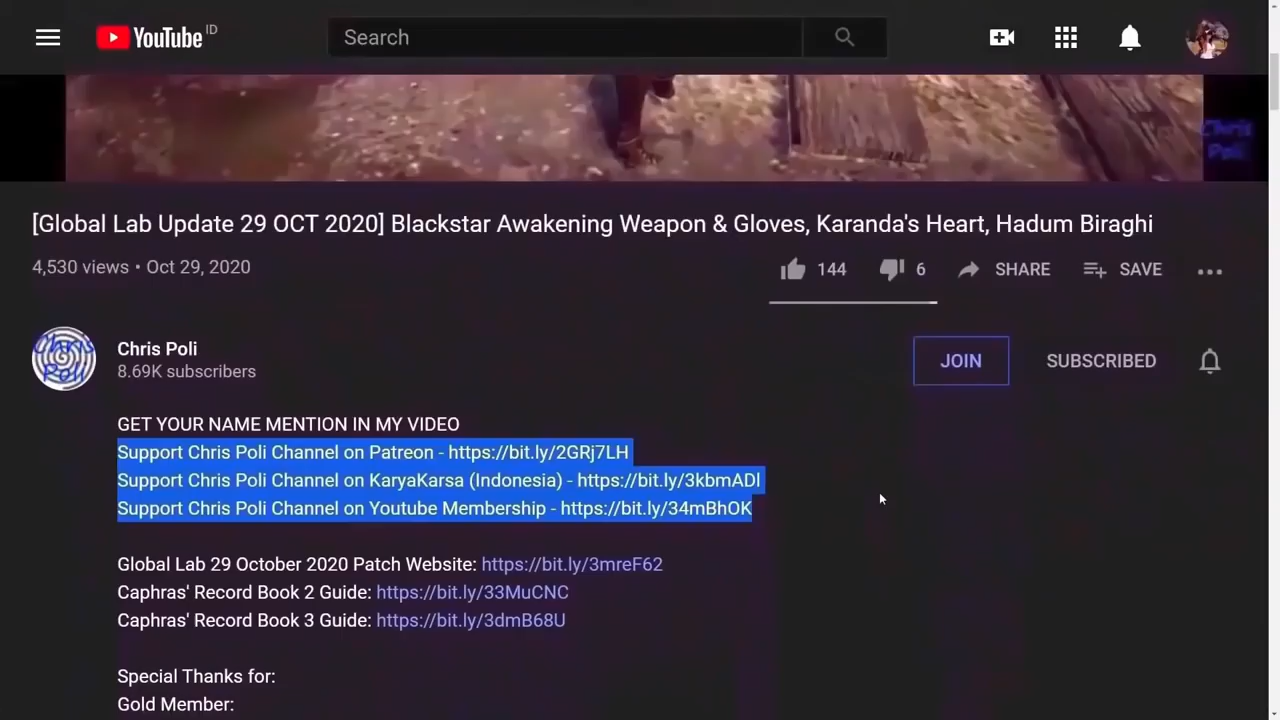 YouTube ID
Search
Chris
Poli
[Global Lab Update 29 OCT 2020] Blackstar Awakening Weapon & Gloves, Karanda's Heart, Hadum Biraghi
4,530 views • Oct 29, 2020
144
6
SHARE
SAVE
Chris
Poli
Chris Poli
8.69K subscribers
JOIN
SUBSCRIBED
GET YOUR NAME MENTION IN MY VIDEO
Support Chris Poli Channel on Patreon - https://bit.ly/2GRj7LH
Support Chris Poli Channel on KaryaKarsa (Indonesia) - https://bit.ly/3kbmADl
Support Chris Poli Channel on Youtube Membership - https://bit.ly/34mBhOK
Global Lab 29 October 2020 Patch Website: https://bit.ly/3mreF62
Caphras' Record Book 2 Guide: https://bit.ly/33MuCNC
Caphras' Record Book 3 Guide: https://bit.ly/3dmB68U
Special Thanks for:
Gold Member: